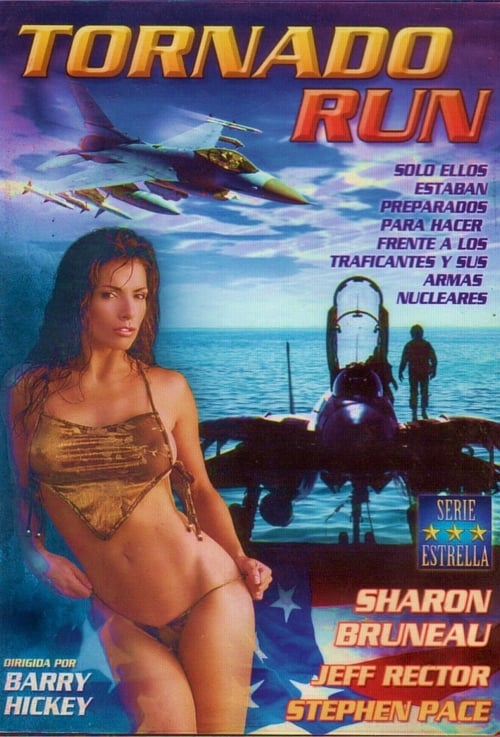 TORNADO
RUN
SOLO ELLOS
ESTABAN
PREPARADOS
PARA HACER
FRENTE A LOS
TRAFICANTES Y SUS
ARMAS
NUCLEARES
SERIE
ESTRELLA
SHARON
BRUNEAU
JEFF RECTOR
STEPHEN PACE
DIRIGIDA POR
BARRY
HICKEY